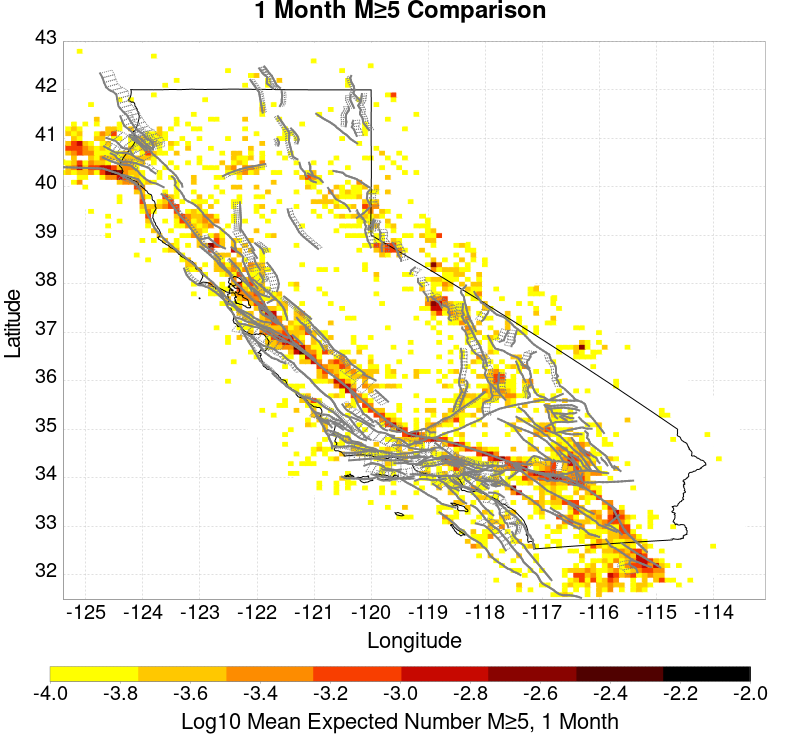 1 Month M≥5 Comparison
43
42
41
40
39
38
37
36
35
34
33
32
Latitude
-125 -124 -123 -122 -121 -120 -119 -118 -117 -116 -115 -114
Longitude
-4.0 -3.8 -3.6 -3.4 -3.2 -3.0 -2.8 -2.6 -2.4 -2.2 -2.0
Log10 Mean Expected Number M≥5, 1 Month